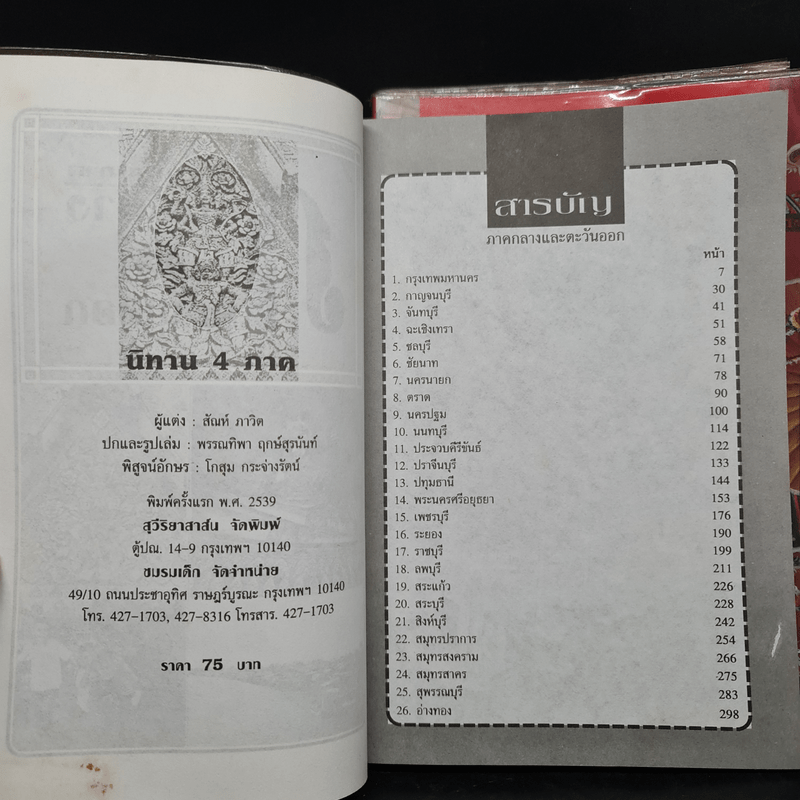 นิทาน 4 ภาค
ผู้แต่ง : สัณห์ ภาวิต
ปกและรูปเล่ม : พรรณทิพา ฤกษ์สุรนันท์
พิสูจน์อักษร : โกสุม กระจ่างรัตน์
พิมพ์ครั้งแรก พ.ศ. 2539
สุวีริยาสาส์น จัดพิมพ์
ตู้ปณ. 14-9 กรุงเทพฯ 10140
ชมรมเด็ก จัดจำหน่าย
49/10 ถนนประชาอุทิศ ราษฎร์บูรณะ กรุงเทพฯ 10140
โทร. 427-1703, 427-8316 โทรสาร. 427-1703
ราคา 75 บาท
สารบัญ
ภาคกลางและตะวันออก
หน้า
1. กรุงเทพมหานคร 7
2. กาญจนบุรี 30
3. จันทบุรี 41
4. ฉะเชิงเทรา 51
5. ชลบุรี 58
6. ชัยนาท 71
7. นครนายก 78
8. ตราด 90
9. นครปฐม 100
10. นนทบุรี 114
11. ประจวบคีรีขันธ์ 122
12. ปราจีนบุรี 133
13. ปทุมธานี 144
14. พระนครศรีอยุธยา 153
15. เพชรบุรี 176
16. ระยอง 190
17. ราชบุรี 199
18. ลพบุรี 211
19. สระแก้ว 226
20. สระบุรี 228
21. สิงห์บุรี 242
22. สมุทรปราการ 254
23. สมุทรสงคราม 266
24. สมุทรสาคร 275
25. สุพรรณบุรี 283
26. อ่างทอง 298